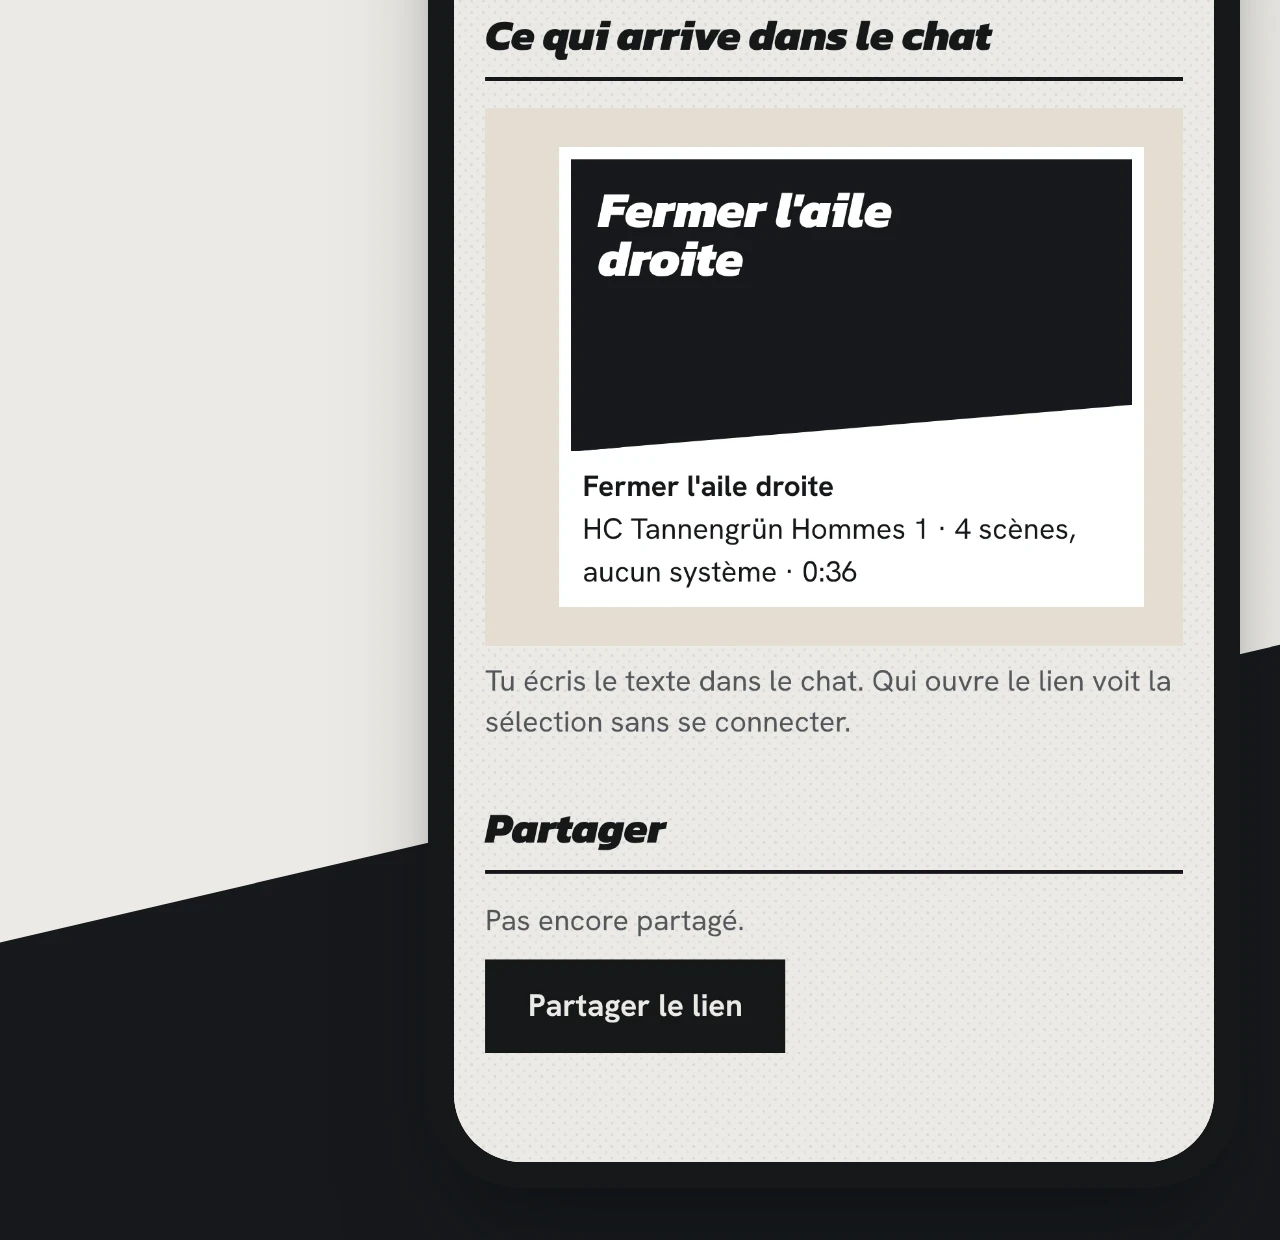 Ce qui arrive dans le chat
Fermer l'aile
droite
Fermer l'aile droite
HC Tannengrün Hommes 1 · 4 scènes,
aucun système · 0:36
Tu écris le texte dans le chat. Qui ouvre le lien voit la
sélection sans se connecter.
Partager
Pas encore partagé.
Partager le lien